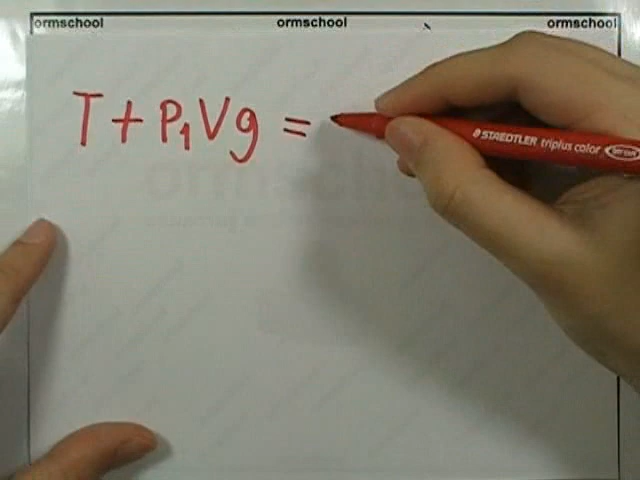 ormschool ormschool ormschool
T + P₁Vg =
STAEDTLER triplus color